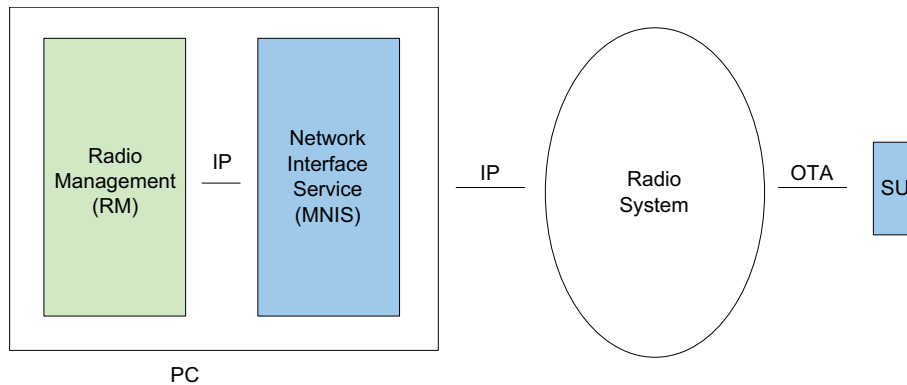 Radio
Management
(RM)
IP
Network
Interface
Service
(MNIS)
IP
Radio
System
OTA
SU
PC